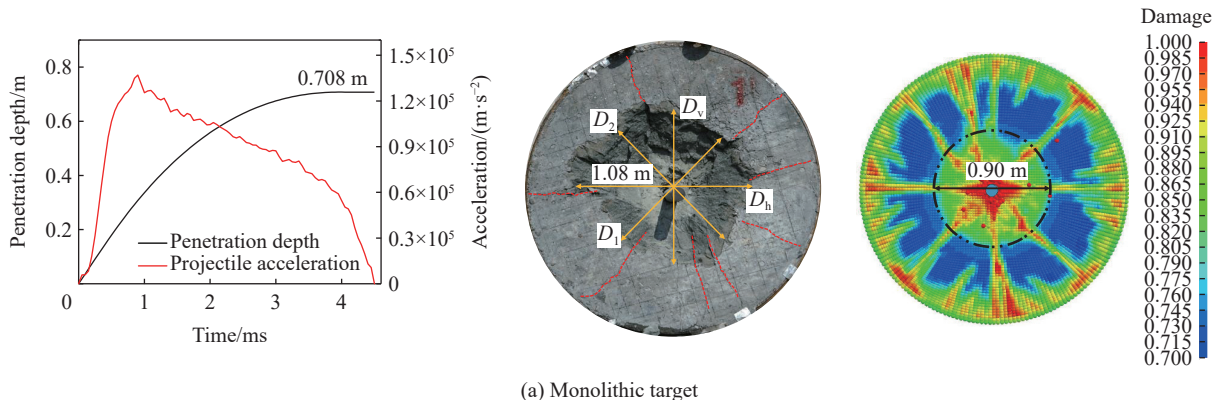 0.8
0.6
0.4
0.2
0
Penetration depth/m
0.708 m
Penetration depth
Projectile acceleration
1.5×10⁵
1.2×10⁵
0.9×10⁵
0.6×10⁵
0.3×10⁵
0
Acceleration/(m·s⁻²)
0 1 2 3 4
Time/ms
D₂
Dᵥ
1.08 m
Dₕ
D₁
0.90 m
Damage
1.000
0.985
0.970
0.955
0.940
0.925
0.910
0.895
0.880
0.865
0.850
0.835
0.820
0.805
0.790
0.775
0.760
0.745
0.730
0.715
0.700
(a) Monolithic target